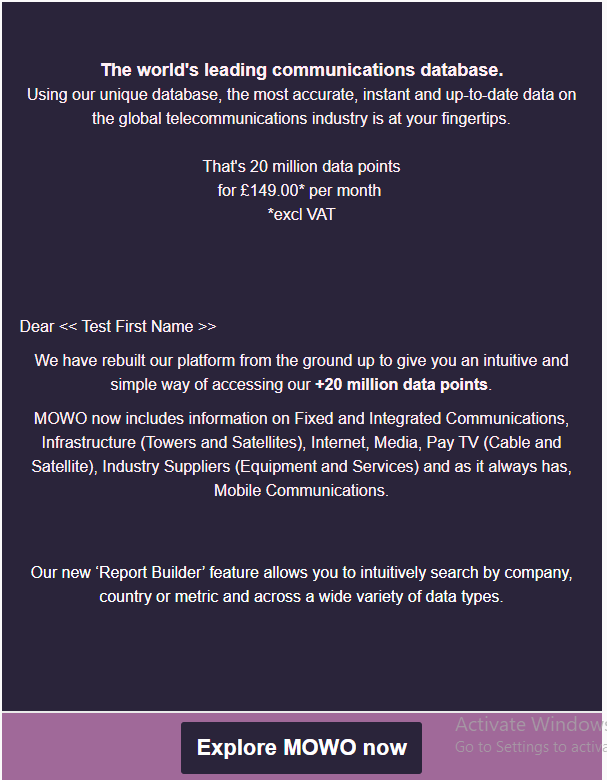 The world's leading communications database.
Using our unique database, the most accurate, instant and up-to-date data on
the global telecommunications industry is at your fingertips.
That's 20 million data points
for £149.00* per month
*excl VAT
Dear << Test First Name >>
We have rebuilt our platform from the ground up to give you an intuitive and
simple way of accessing our +20 million data points.
MOWO now includes information on Fixed and Integrated Communications,
Infrastructure (Towers and Satellites), Internet, Media, Pay TV (Cable and
Satellite), Industry Suppliers (Equipment and Services) and as it always has,
Mobile Communications.
Our new ‘Report Builder’ feature allows you to intuitively search by company,
country or metric and across a wide variety of data types.
Explore MOWO now
Activate Windows
Go to Settings to activa